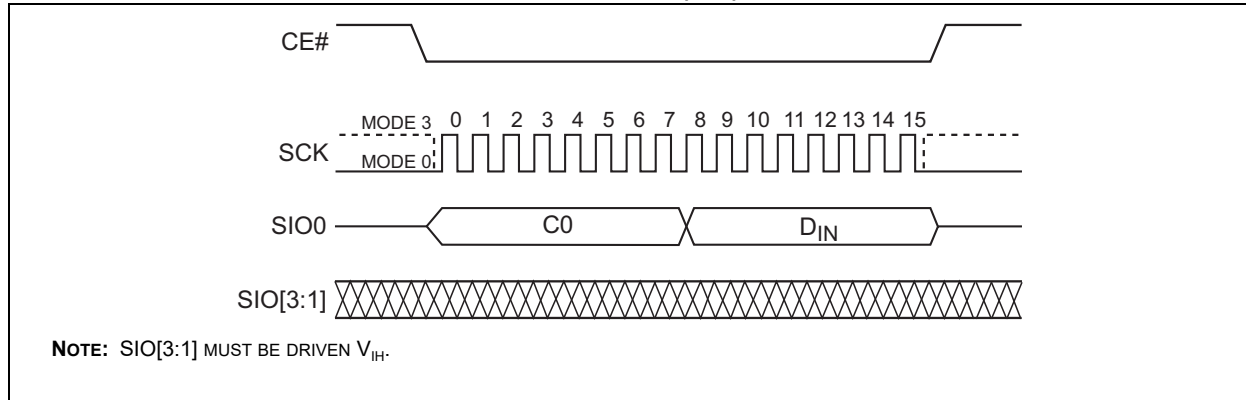 CE#
MODE 3 0 1 2 3 4 5 6 7 8 9 10 11 12 13 14 15
SCK
MODE 0
SIO0 C0 DIN
SIO[3:1]
NOTE: SIO[3:1] MUST BE DRIVEN VIH.